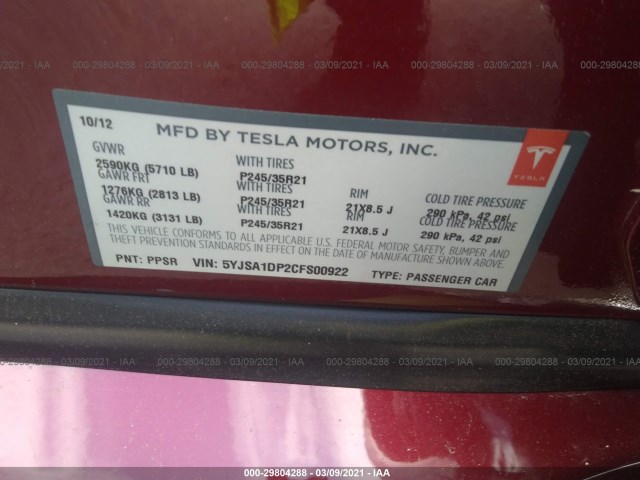 000-29804288 - 03/09/2021 - IAA
10/12 MFD BY TESLA MOTORS, INC.
TESLA
GVWR
2590KG (5710 LB) WITH TIRES P245/35R21
GAWR FRT
1276KG (2813 LB) WITH TIRES P245/35R21 RIM 21X8.5 J COLD TIRE PRESSURE 290 kPa, 42 psi
GAWR RR
1420KG (3131 LB) WITH TIRES P245/35R21 RIM 21X8.5 J COLD TIRE PRESSURE 290 kPa, 42 psi
THIS VEHICLE CONFORMS TO ALL APPLICABLE U.S. FEDERAL MOTOR SAFETY, BUMPER AND
THEFT PREVENTION STANDARDS IN EFFECT ON THE DATE OF MANUFACTURE SHOWN ABOVE.
PNT: PPSR VIN: 5YJSA1DP2CFS00922 TYPE: PASSENGER CAR
000-29804288 - 03/09/2021 - IAA
000-29804288 - 03/09/2021 - IAA